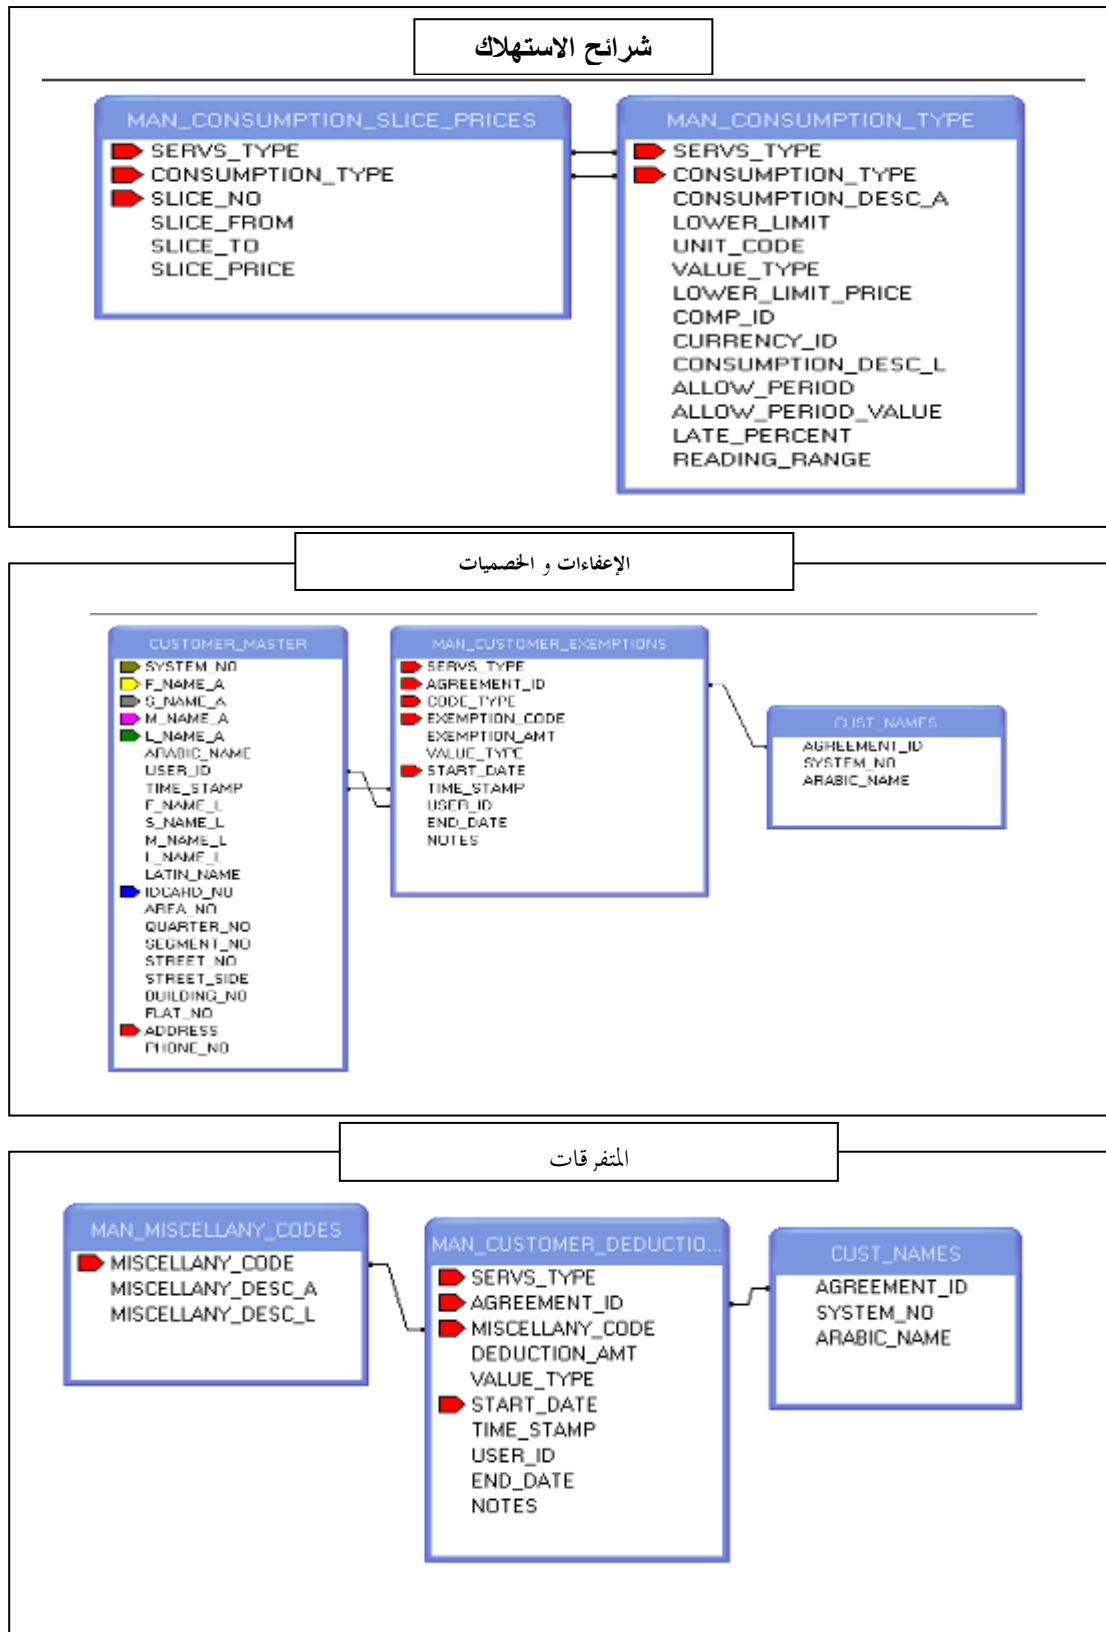 شرائح الاستهلاك
MAN_CONSUMPTION_SLICE_PRICES
SERVS_TYPE
CONSUMPTION_TYPE
SLICE_NO
SLICE_FROM
SLICE_TO
SLICE_PRICE
MAN_CONSUMPTION_TYPE
SERVS_TYPE
CONSUMPTION_TYPE
CONSUMPTION_DESC_A
LOWER_LIMIT
UNIT_CODE
VALUE_TYPE
LOWER_LIMIT_PRICE
COMP_ID
CURRENCY_ID
CONSUMPTION_DESC_L
ALLOW_PERIOD
ALLOW_PERIOD_VALUE
LATE_PERCENT
READING_RANGE
الإعفاءات و الخصميات
CUSTOMER_MASTER
SYSTEM_NO
F_NAME_A
S_NAME_A
M_NAME_A
L_NAME_A
ARABIC_NAME
USER_ID
TIME_STAMP
F_NAME_L
S_NAME_L
M_NAME_L
L_NAME_L
LATIN_NAME
IDCARD_NO
AREA_NO
QUARTER_NO
SEGMENT_NO
STREET_NO
STREET_SIDE
BUILDING_NO
FLAT_NO
ADDRESS
PHONE_NO
MAN_CUSTOMER_EXEMPTIONS
SERVS_TYPE
AGREEMENT_ID
CODE_TYPE
EXEMPTION_CODE
EXEMPTION_AMT
VALUE_TYPE
START_DATE
TIME_STAMP
USER_ID
END_DATE
NOTES
CUST_NAMES
AGREEMENT_ID
SYSTEM_NO
ARABIC_NAME
المتفرقات
MAN_MISCELLANY_CODES
MISCELLANY_CODE
MISCELLANY_DESC_A
MISCELLANY_DESC_L
MAN_CUSTOMER_DEDUCTIO...
SERVS_TYPE
AGREEMENT_ID
MISCELLANY_CODE
DEDUCTION_AMT
VALUE_TYPE
START_DATE
TIME_STAMP
USER_ID
END_DATE
NOTES
CUST_NAMES
AGREEMENT_ID
SYSTEM_NO
ARABIC_NAME